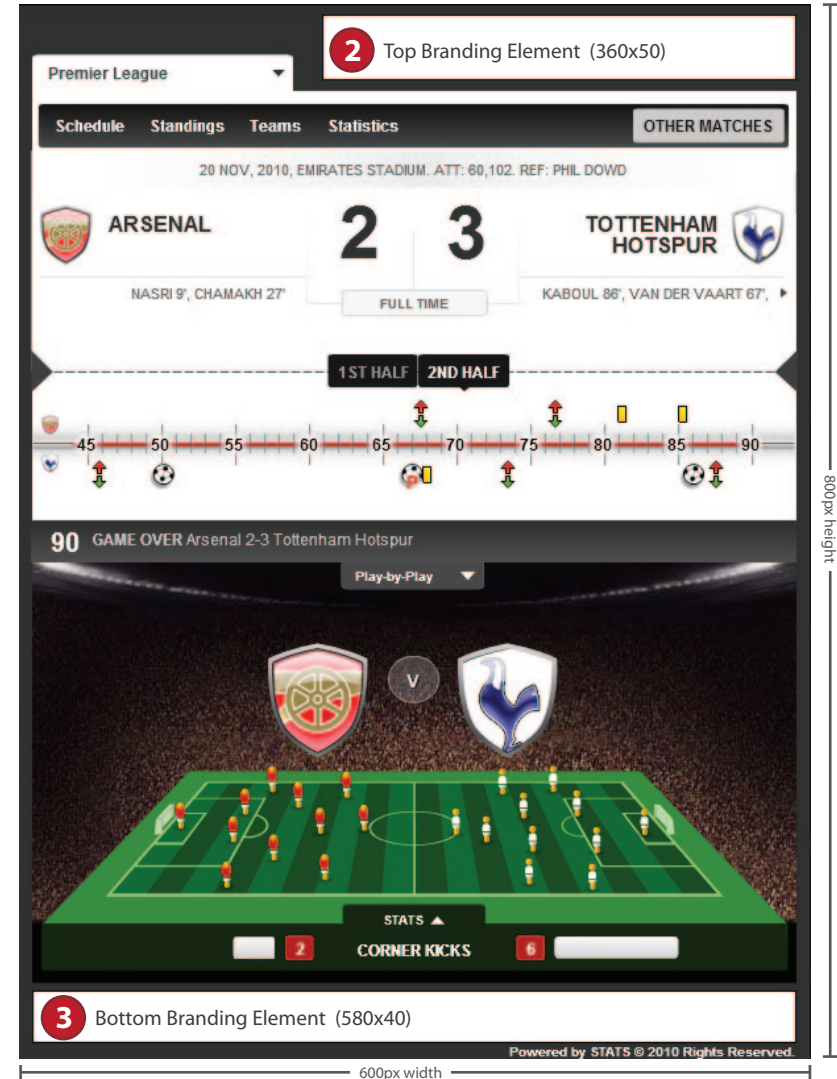 2 Top Branding Element (360x50)
Premier League
Schedule Standings Teams Statistics OTHER MATCHES
20 NOV, 2010, EMIRATES STADIUM. ATT: 60,102. REF: PHIL DOWD
ARSENAL 2 3 TOTTENHAM HOTSPUR
NASRI 9', CHAMAKH 27' FULL TIME KABOUL 86', VAN DER VAART 67',
1ST HALF 2ND HALF
45 50 55 60 65 70 75 80 85 90
P
90 GAME OVER Arsenal 2-3 Tottenham Hotspur
Play-by-Play
V
STATS
2 CORNER KICKS 6
3 Bottom Branding Element (580x40)
Powered by STATS © 2010 Rights Reserved.
600px width
800px height